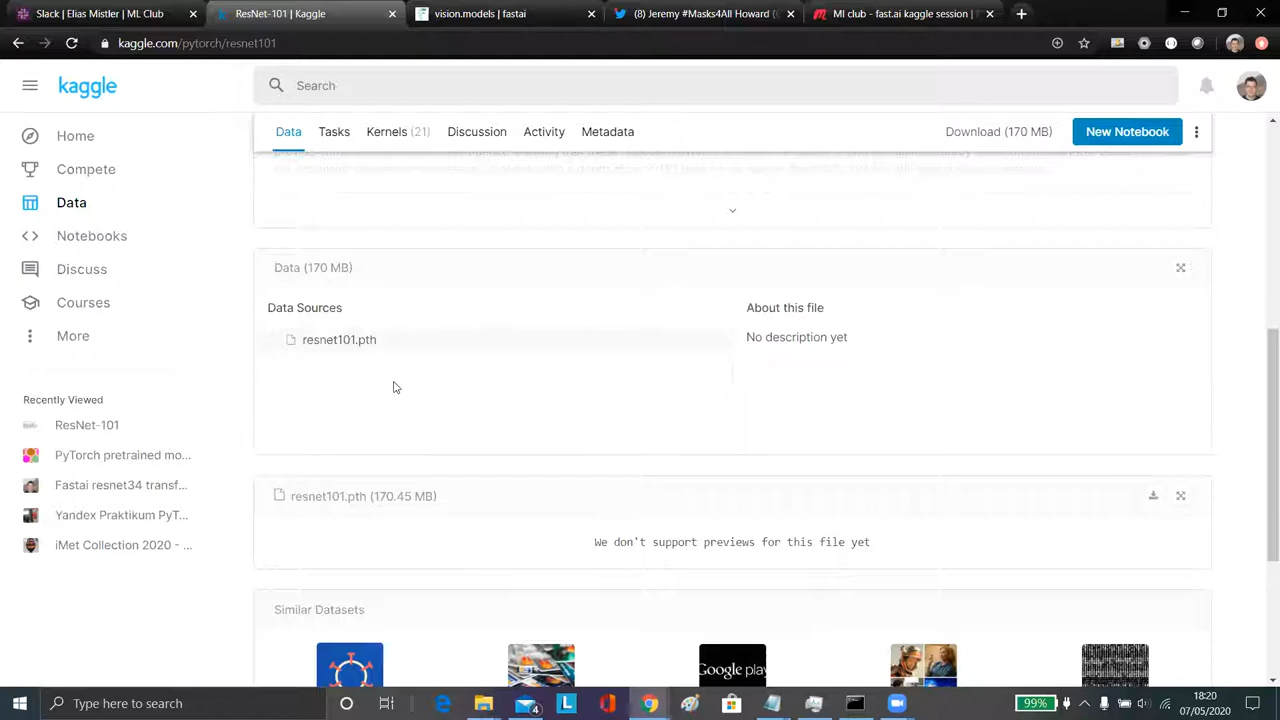 Slack | Elias Mistler | ML Club
ResNet-101 | Kaggle
vision.models | fastai
(8) Jeremy #Masks4All Howard (
Ml club - fast.ai kaggle session |
kaggle.com/pytorch/resnet101
kaggle
Search
Home
Compete
Data
Notebooks
Discuss
Courses
More
Recently Viewed
ResNet-101
PyTorch pretrained mo...
Fastai resnet34 transf...
Yandex Praktikum PyT...
iMet Collection 2020 - ...
Data
Tasks
Kernels (21)
Discussion
Activity
Metadata
Download (170 MB)
New Notebook
Data (170 MB)
Data Sources
resnet101.pth
About this file
No description yet
resnet101.pth (170.45 MB)
We don't support previews for this file yet
Similar Datasets
Google play
Type here to search
4
99%
18:20
07/05/2020